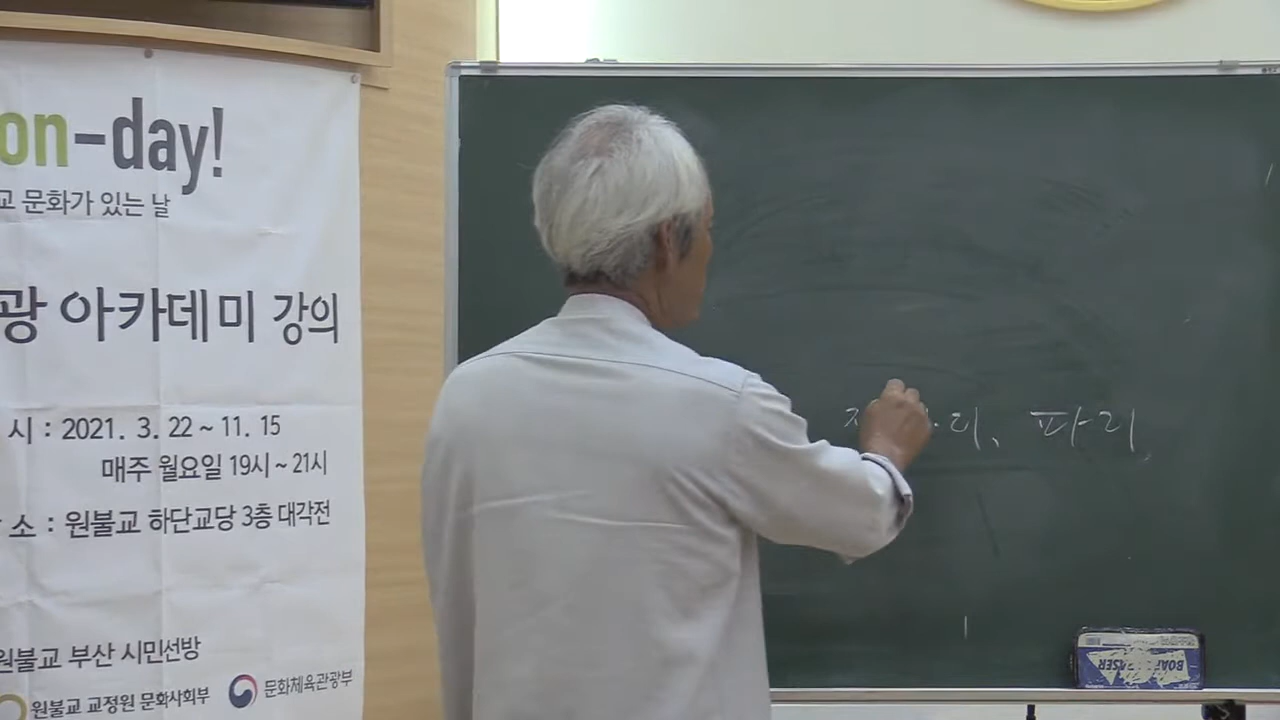 on-day!
교 문화가 있는 날
광 아카데미 강의
시 : 2021. 3. 22 ~ 11. 15
매주 월요일 19시 ~ 21시
소 : 원불교 하단교당 3층 대각전
원불교 부산 시민선방
원불교 교정원 문화사회부
문화체육관광부
파리